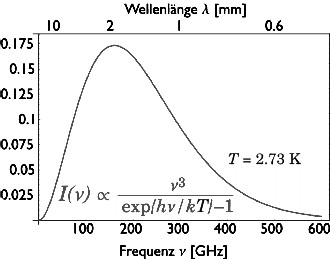 Wellenlänge λ [mm]
10 2 1 0.6
0.175
0.15
0.125
0.1
0.075
0.05
0.025
T = 2.73 K
I(ν) ∝ ν³ / exp(hν/kT)−1
100 200 300 400 500 600
Frequenz ν [GHz]